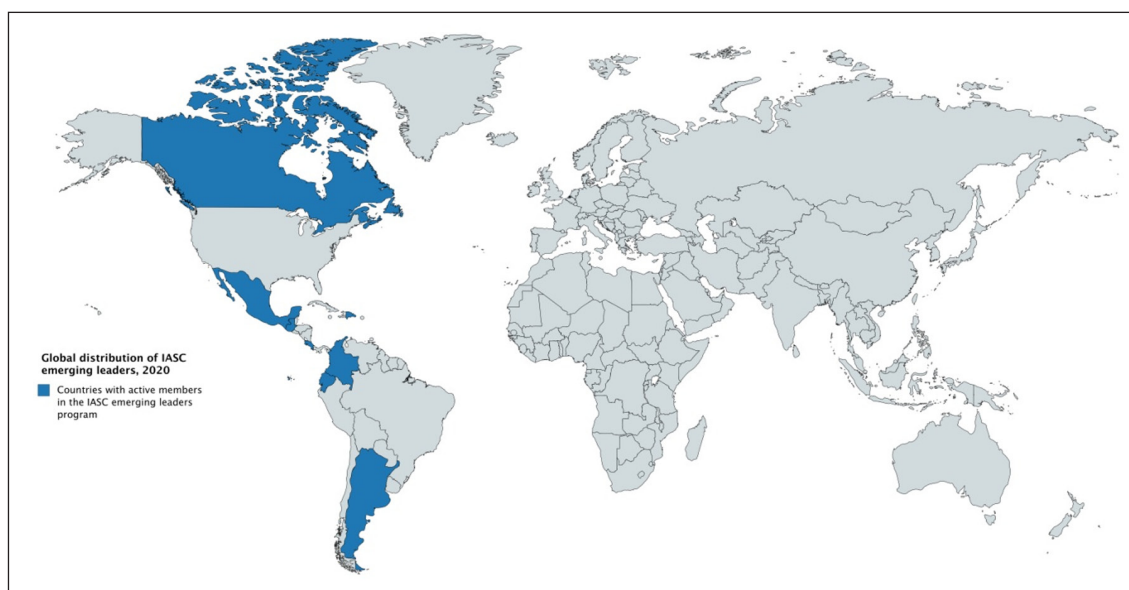 Global distribution of IASC
emerging leaders, 2020
Countries with active members
in the IASC emerging leaders
program